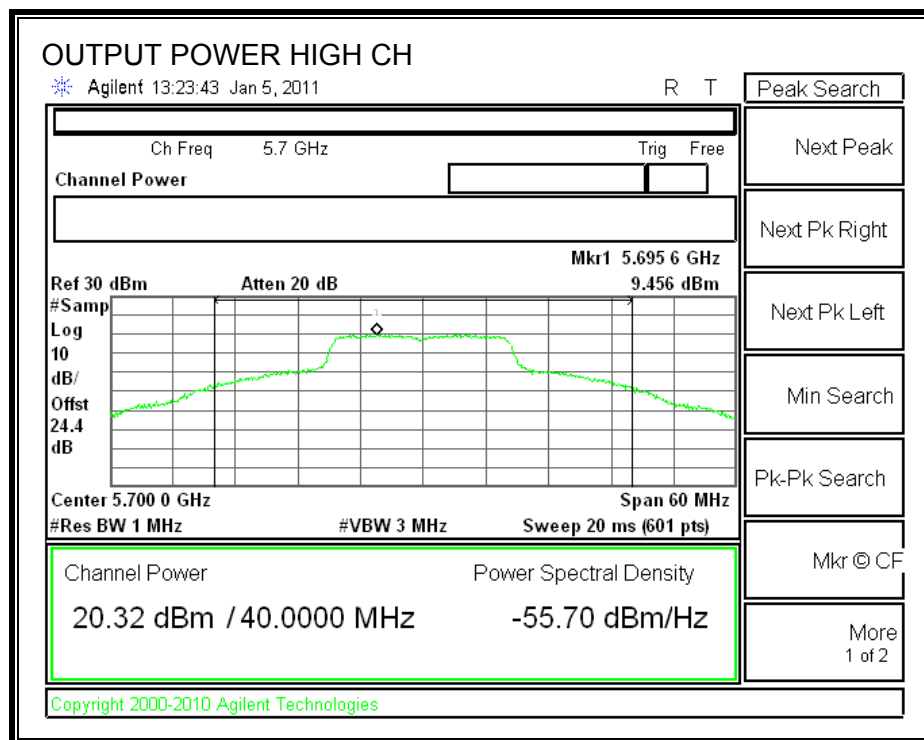 OUTPUT POWER HIGH CH
Agilent 13:23:43 Jan 5, 2011 R T
Peak Search
Ch Freq 5.7 GHz Trig Free
Channel Power
Mkr1 5.695 6 GHz
Ref 30 dBm Atten 20 dB 9.456 dBm
#Samp
Log
10
dB/
Offst
24.4
dB
1
Center 5.700 0 GHz Span 60 MHz
#Res BW 1 MHz #VBW 3 MHz Sweep 20 ms (601 pts)
Channel Power Power Spectral Density
20.32 dBm / 40.0000 MHz -55.70 dBm/Hz
Next Peak
Next Pk Right
Next Pk Left
Min Search
Pk-Pk Search
Mkr © CF
More
1 of 2
Copyright 2000-2010 Agilent Technologies